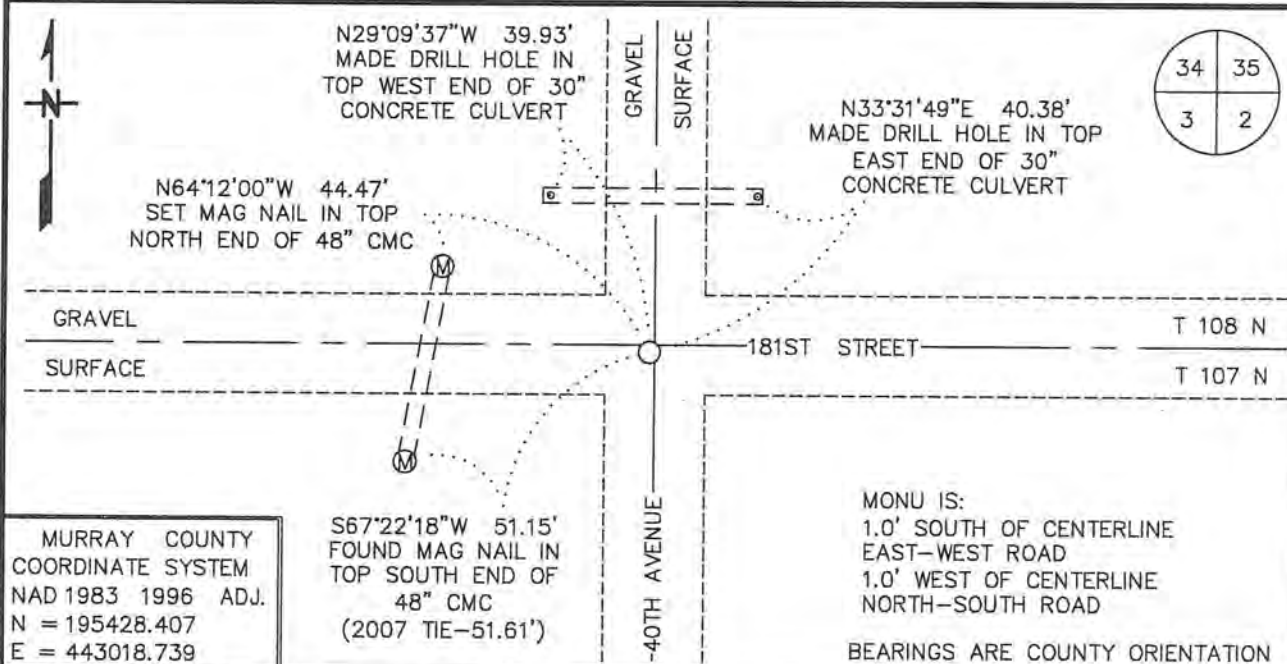 N
N29°09'37"W 39.93'
MADE DRILL HOLE IN
TOP WEST END OF 30"
CONCRETE CULVERT
GRAVEL
SURFACE
34 35
3 2
N33°31'49"E 40.38'
MADE DRILL HOLE IN TOP
EAST END OF 30"
CONCRETE CULVERT
N64°12'00"W 44.47'
SET MAG NAIL IN TOP
NORTH END OF 48" CMC
M
GRAVEL
SURFACE
181ST STREET
T 108 N
T 107 N
M
S67°22'18"W 51.15'
FOUND MAG NAIL IN
TOP SOUTH END OF
48" CMC
(2007 TIE-51.61')
40TH AVENUE
MONU IS:
1.0' SOUTH OF CENTERLINE
EAST-WEST ROAD
1.0' WEST OF CENTERLINE
NORTH-SOUTH ROAD
BEARINGS ARE COUNTY ORIENTATION
MURRAY COUNTY
COORDINATE SYSTEM
NAD 1983 1996 ADJ.
N = 195428.407
E = 443018.739